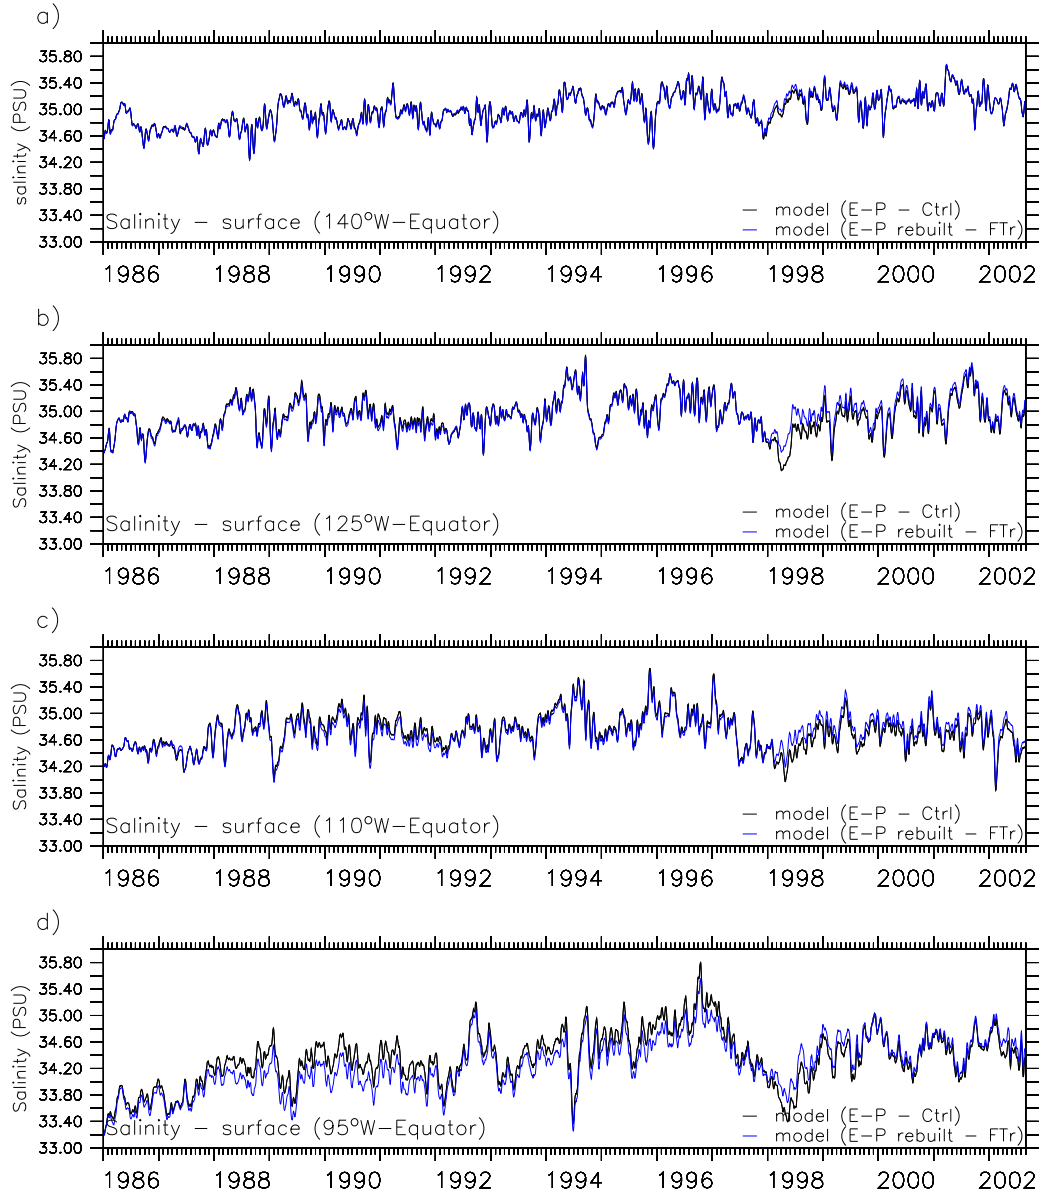 a)
35.80
35.40
35.00
34.60
34.20
33.80
33.40
33.00
salinity (PSU)
Salinity – surface (140°W–Equator)
model (E–P – Ctrl)
model (E–P rebuilt – FTr)
1986 1988 1990 1992 1994 1996 1998 2000 2002
b)
35.80
35.40
35.00
34.60
34.20
33.80
33.40
33.00
Salinity (PSU)
Salinity – surface (125°W–Equator)
model (E–P – Ctrl)
model (E–P rebuilt – FTr)
1986 1988 1990 1992 1994 1996 1998 2000 2002
c)
35.80
35.40
35.00
34.60
34.20
33.80
33.40
33.00
Salinity (PSU)
Salinity – surface (110°W–Equator)
model (E–P – Ctrl)
model (E–P rebuilt – FTr)
1986 1988 1990 1992 1994 1996 1998 2000 2002
d)
35.80
35.40
35.00
34.60
34.20
33.80
33.40
33.00
Salinity (PSU)
Salinity – surface (95°W–Equator)
model (E–P – Ctrl)
model (E–P rebuilt – FTr)
1986 1988 1990 1992 1994 1996 1998 2000 2002